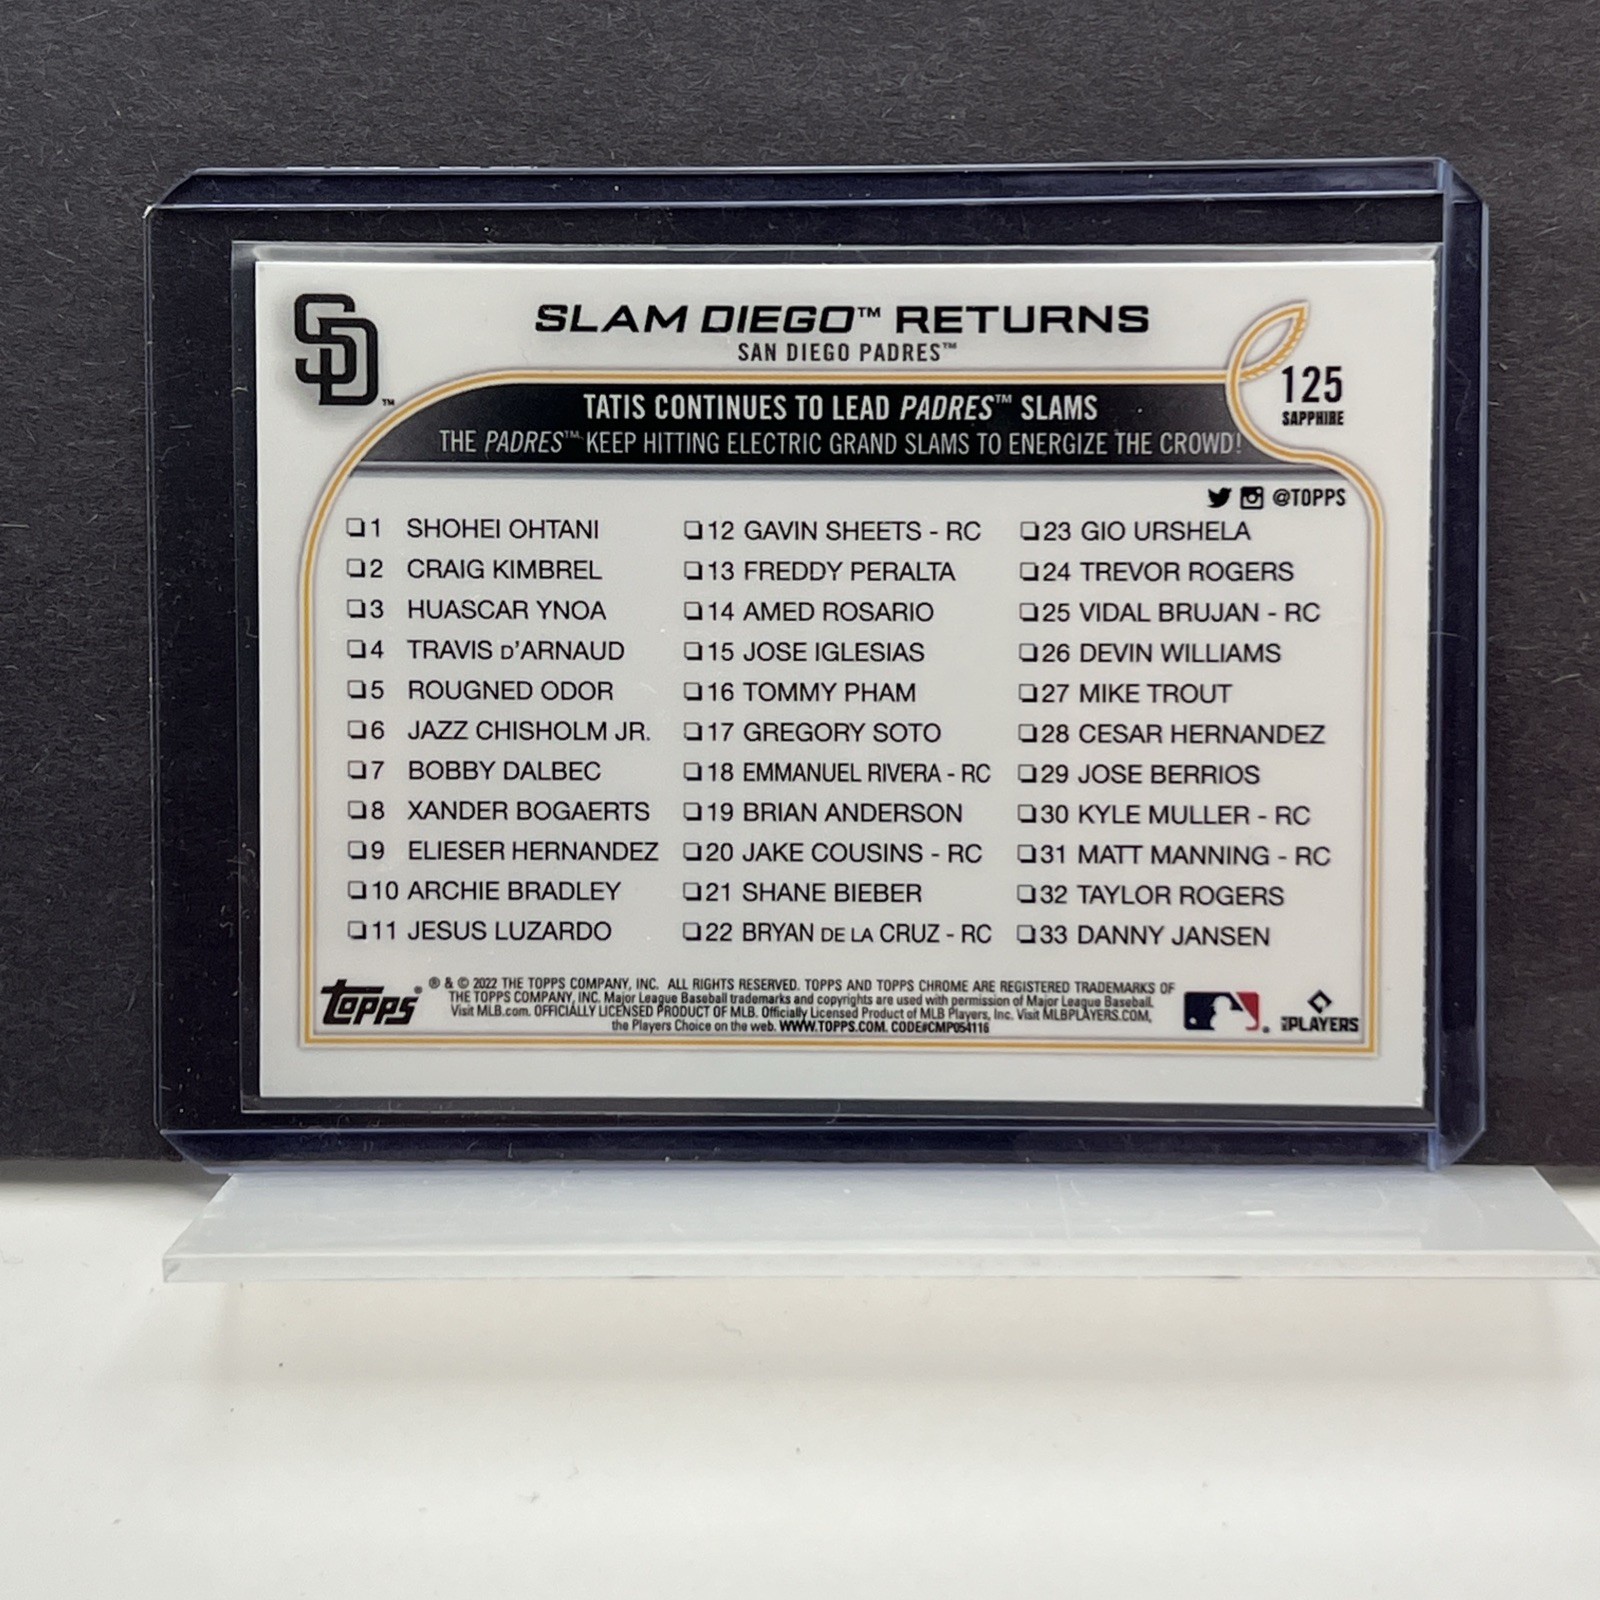 SD™
SLAM DIEGO™ RETURNS
SAN DIEGO PADRES™
125
SAPPHIRE
TATIS CONTINUES TO LEAD PADRES™ SLAMS
THE PADRES™ KEEP HITTING ELECTRIC GRAND SLAMS TO ENERGIZE THE CROWD!
@TOPPS
1 SHOHEI OHTANI
2 CRAIG KIMBREL
3 HUASCAR YNOA
4 TRAVIS D'ARNAUD
5 ROUGNED ODOR
6 JAZZ CHISHOLM JR.
7 BOBBY DALBEC
8 XANDER BOGAERTS
9 ELIESER HERNANDEZ
10 ARCHIE BRADLEY
11 JESUS LUZARDO
12 GAVIN SHEETS - RC
13 FREDDY PERALTA
14 AMED ROSARIO
15 JOSE IGLESIAS
16 TOMMY PHAM
17 GREGORY SOTO
18 EMMANUEL RIVERA - RC
19 BRIAN ANDERSON
20 JAKE COUSINS - RC
21 SHANE BIEBER
22 BRYAN DE LA CRUZ - RC
23 GIO URSHELA
24 TREVOR ROGERS
25 VIDAL BRUJAN - RC
26 DEVIN WILLIAMS
27 MIKE TROUT
28 CESAR HERNANDEZ
29 JOSE BERRIOS
30 KYLE MULLER - RC
31 MATT MANNING - RC
32 TAYLOR ROGERS
33 DANNY JANSEN
topps®
® & © 2022 THE TOPPS COMPANY, INC. ALL RIGHTS RESERVED. TOPPS AND TOPPS CHROME ARE REGISTERED TRADEMARKS OF
THE TOPPS COMPANY, INC. Major League Baseball trademarks and copyrights are used with permission of Major League Baseball.
Visit MLB.com. OFFICIALLY LICENSED PRODUCT OF MLB. Officially Licensed Product of MLB Players, Inc. Visit MLBPLAYERS.COM,
the Players Choice on the web. WWW.TOPPS.COM. CODE#CMP054116
PLAYERS